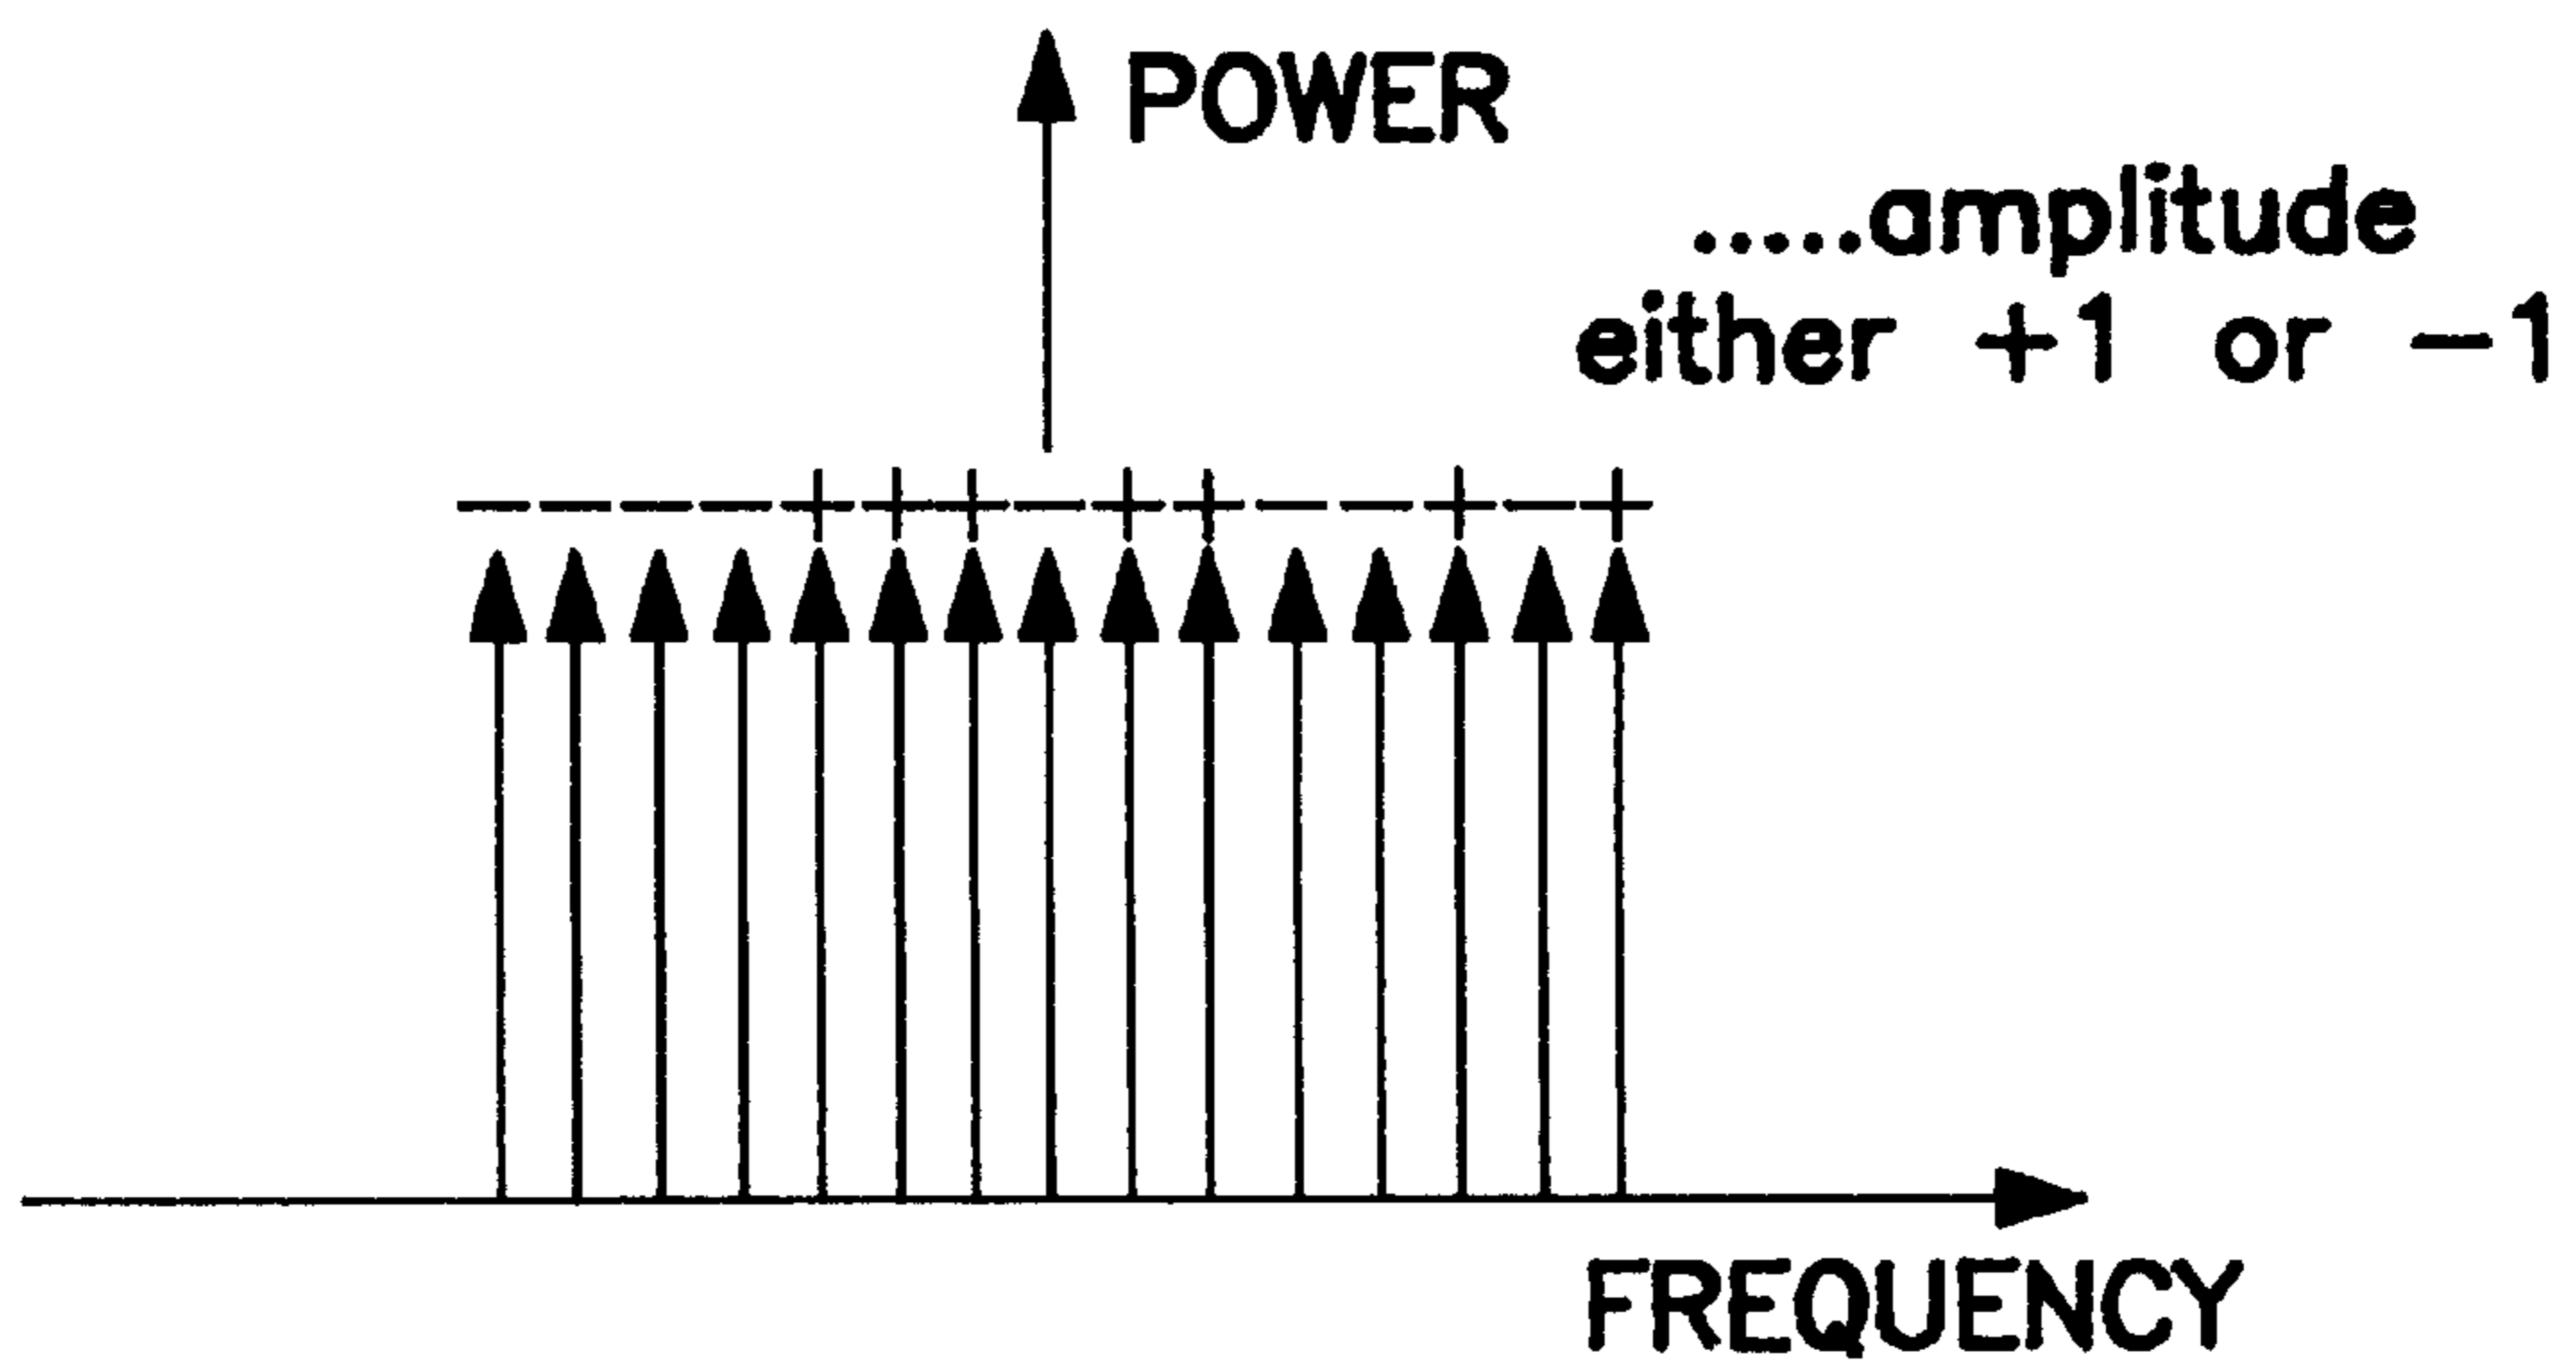 POWER
.....amplitude
either +1 or -1
----+++-++--+-+
FREQUENCY